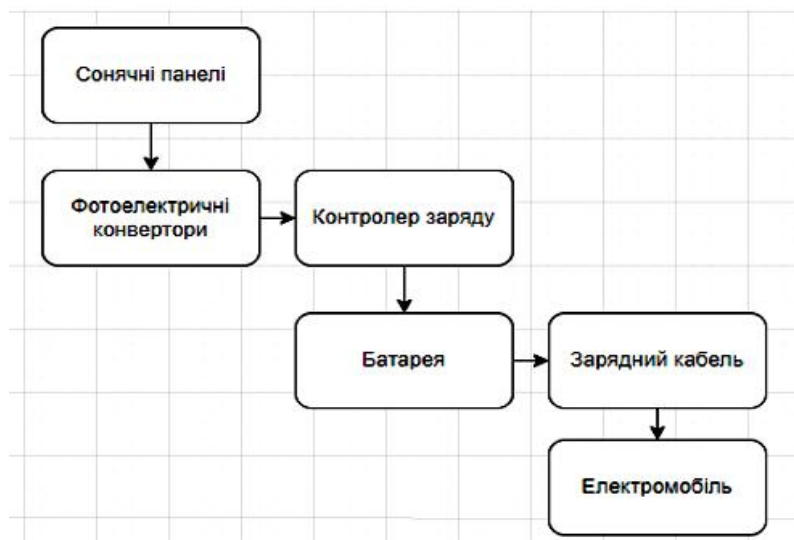 Сонячні панелі
Фотоелектричні
конвертори
Контролер заряду
Батарея
Зарядний кабель
Електромобіль